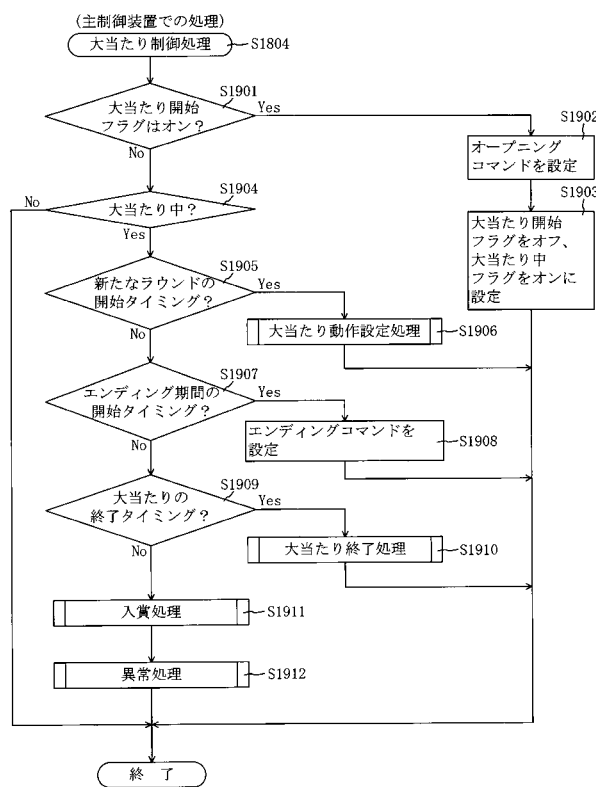 (主制御装置での処理)
大当たり制御処理
S1804
S1901
大当たり開始
フラグはオン?
Yes
No
S1902
オープニング
コマンドを設定
S1903
大当たり開始
フラグをオフ、
大当たり中
フラグをオンに
設定
S1904
No
大当たり中?
Yes
S1905
新たなラウンドの
開始タイミング?
Yes
No
大当たり動作設定処理
S1906
S1907
エンディング期間の
開始タイミング?
Yes
No
エンディングコマンドを
設定
S1908
S1909
大当たりの
終了タイミング?
Yes
No
大当たり終了処理
S1910
入賞処理
S1911
異常処理
S1912
終 了